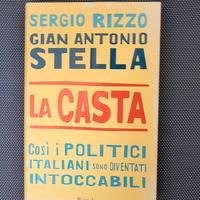 SERGIO RIZZO
GIAN ANTONIO
STELLA
LA CASTA
COSÌ i POLITICI
ITALIANI SONO DIVENTATI
INTOCCABILI